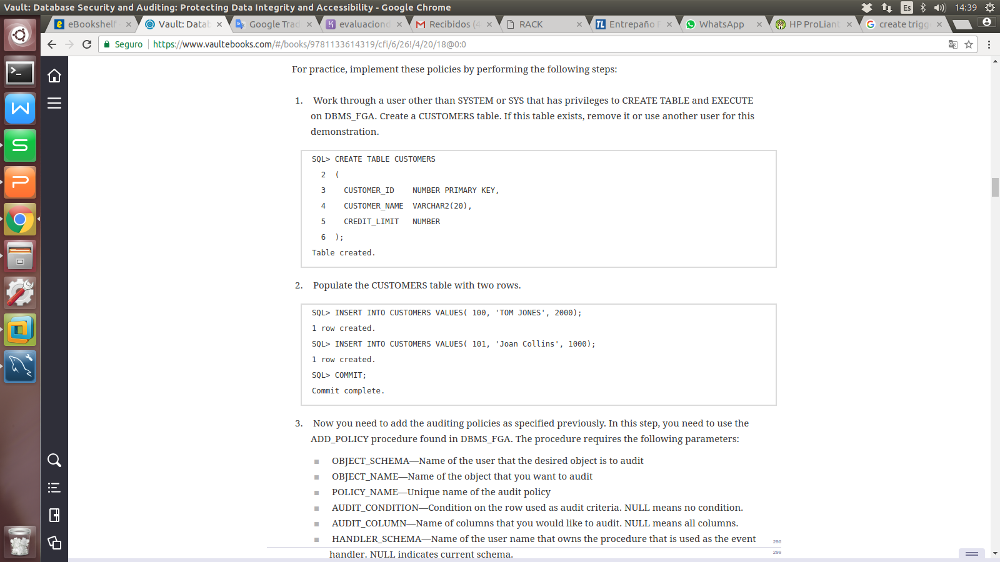 Vault: Database Security and Auditing: Protecting Data Integrity and Accessibility - Google Chrome
Es
14:39
eBookshelf
Vault: Datab
Google Trad
evaluaciond
Recibidos (4
RACK
Entrepaño F
WhatsApp
HP ProLiant
create trigg
Seguro
https://www.vaultebooks.com/#/books/9781133614319/cfi/6/26!/4/20/18@0:0
For practice, implement these policies by performing the following steps:
1. Work through a user other than SYSTEM or SYS that has privileges to CREATE TABLE and EXECUTE
on DBMS_FGA. Create a CUSTOMERS table. If this table exists, remove it or use another user for this
demonstration.
SQL> CREATE TABLE CUSTOMERS
2 (
3 CUSTOMER_ID NUMBER PRIMARY KEY,
4 CUSTOMER_NAME VARCHAR2(20),
5 CREDIT_LIMIT NUMBER
6 );
Table created.
2. Populate the CUSTOMERS table with two rows.
SQL> INSERT INTO CUSTOMERS VALUES( 100, 'TOM JONES', 2000);
1 row created.
SQL> INSERT INTO CUSTOMERS VALUES( 101, 'Joan Collins', 1000);
1 row created.
SQL> COMMIT;
Commit complete.
3. Now you need to add the auditing policies as specified previously. In this step, you need to use the
ADD_POLICY procedure found in DBMS_FGA. The procedure requires the following parameters:
■ OBJECT_SCHEMA—Name of the user that the desired object is to audit
■ OBJECT_NAME—Name of the object that you want to audit
■ POLICY_NAME—Unique name of the audit policy
■ AUDIT_CONDITION—Condition on the row used as audit criteria. NULL means no condition.
■ AUDIT_COLUMN—Name of columns that you would like to audit. NULL means all columns.
■ HANDLER_SCHEMA—Name of the user name that owns the procedure that is used as the event
298
299
handler. NULL indicates current schema.